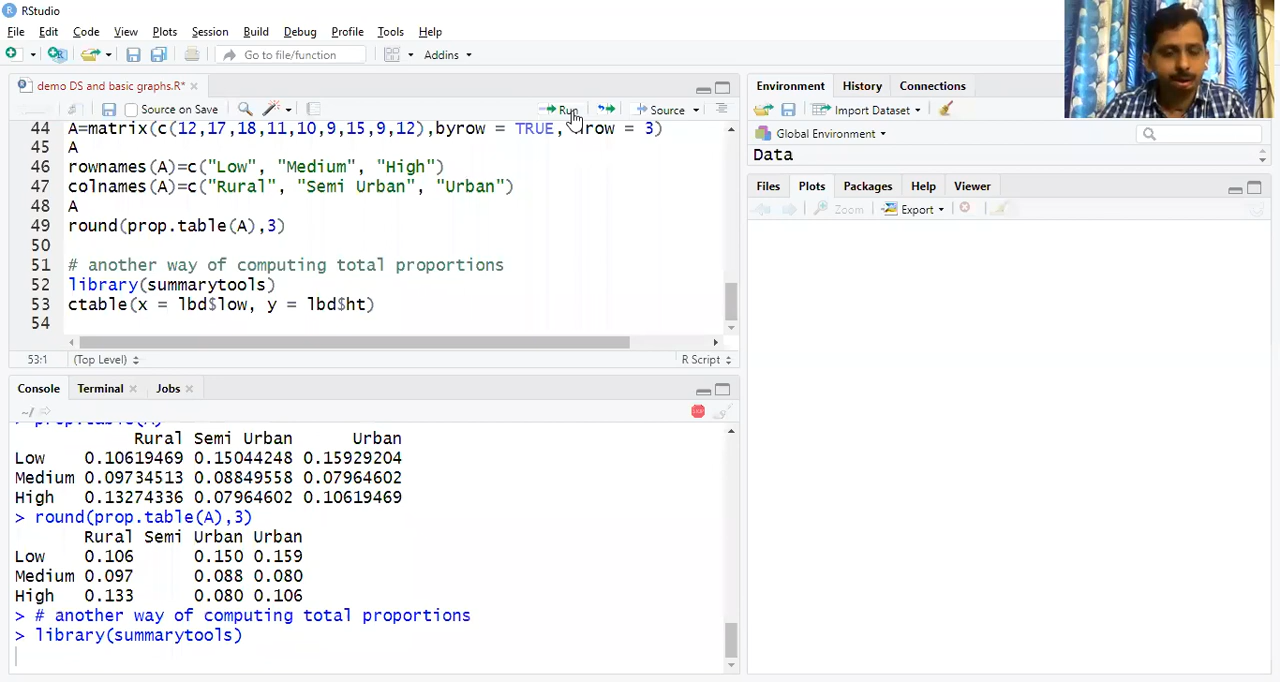 RStudio
File Edit View Plots Session Build Debug Profile Tools Help
Go to file/function Addins
demo DS and basic graphs.R*
Source on Save Run Source
44 A=matrix(c(12,17,18,11,10,9,15,9,12),byrow = TRUE, row = 3)
45 A
46 rownames(A)=c("Low", "Medium", "High")
47 colnames(A)=c("Rural", "Semi Urban", "Urban")
48 A
49 round(prop.table(A),3)
50
51 # another way of computing total proportions
52 library(summarytools)
53 ctable(x = lbd$low, y = lbd$ht)
54
53:1 (Top Level) R Script
Console Terminal Jobs
~/
> prop.table(A)
Rural Semi Urban Urban
Low 0.10619469 0.15044248 0.15929204
Medium 0.09734513 0.08849558 0.07964602
High 0.13274336 0.07964602 0.10619469
> round(prop.table(A),3)
Rural Semi Urban Urban
Low 0.106 0.150 0.159
Medium 0.097 0.088 0.080
High 0.133 0.080 0.106
> # another way of computing total proportions
> library(summarytools)
Environment History Connections
Import Dataset
Global Environment
Data
Files Plots Packages Help Viewer
Zoom Export